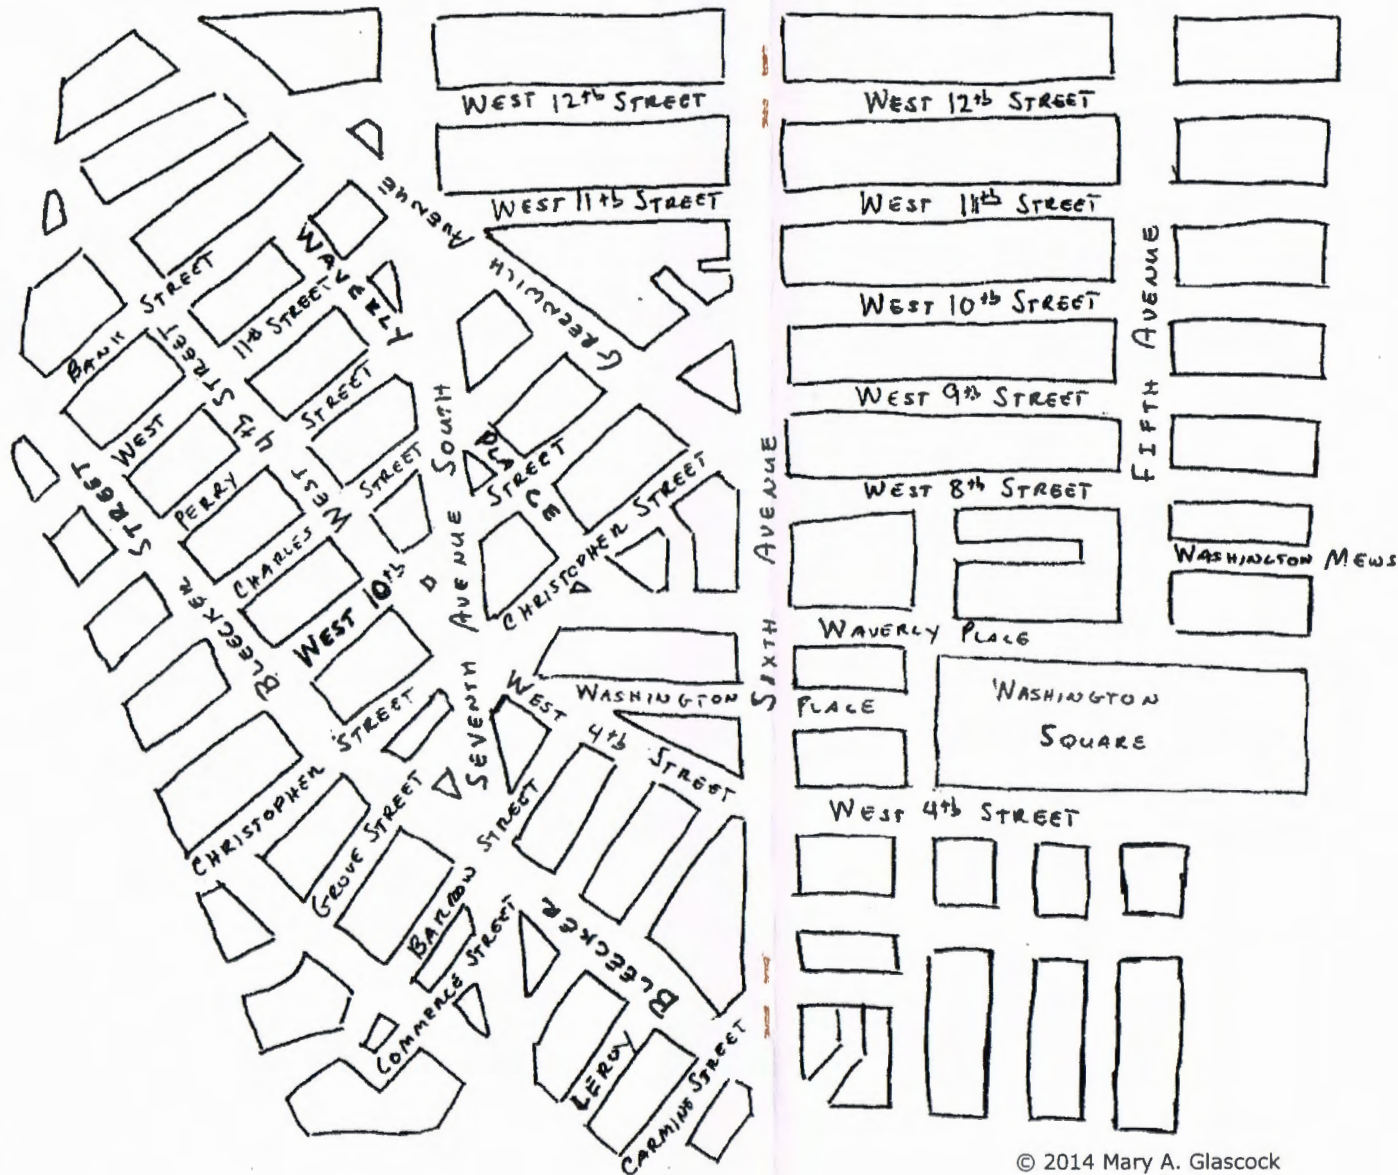 WEST 12th STREET
WEST 12th STREET
WEST 11th STREET
WEST 11th STREET
WEST 10th STREET
WEST 9th STREET
WEST 8th STREET
FIFTH AVENUE
WASHINGTON MEWS
WAVERLY PLACE
WASHINGTON PLACE
WASHINGTON
SQUARE
WEST 4th STREET
SIXTH AVENUE
GREENWICH AVENUE
WAVERLY PLACE
BANK STREET
WEST 4th STREET
11th STREET
PERRY STREET
CHARLES STREET
WEST 10th STREET
WEST
SEVENTH AVENUE SOUTH
CHRISTOPHER STREET
BLEECKER STREET
CHRISTOPHER STREET
WEST 4th STREET
GROVE STREET
BARROW STREET
COMMERCE STREET
BLEECKER
LEROY
CARMINE STREET
© 2014 Mary A. Glascock